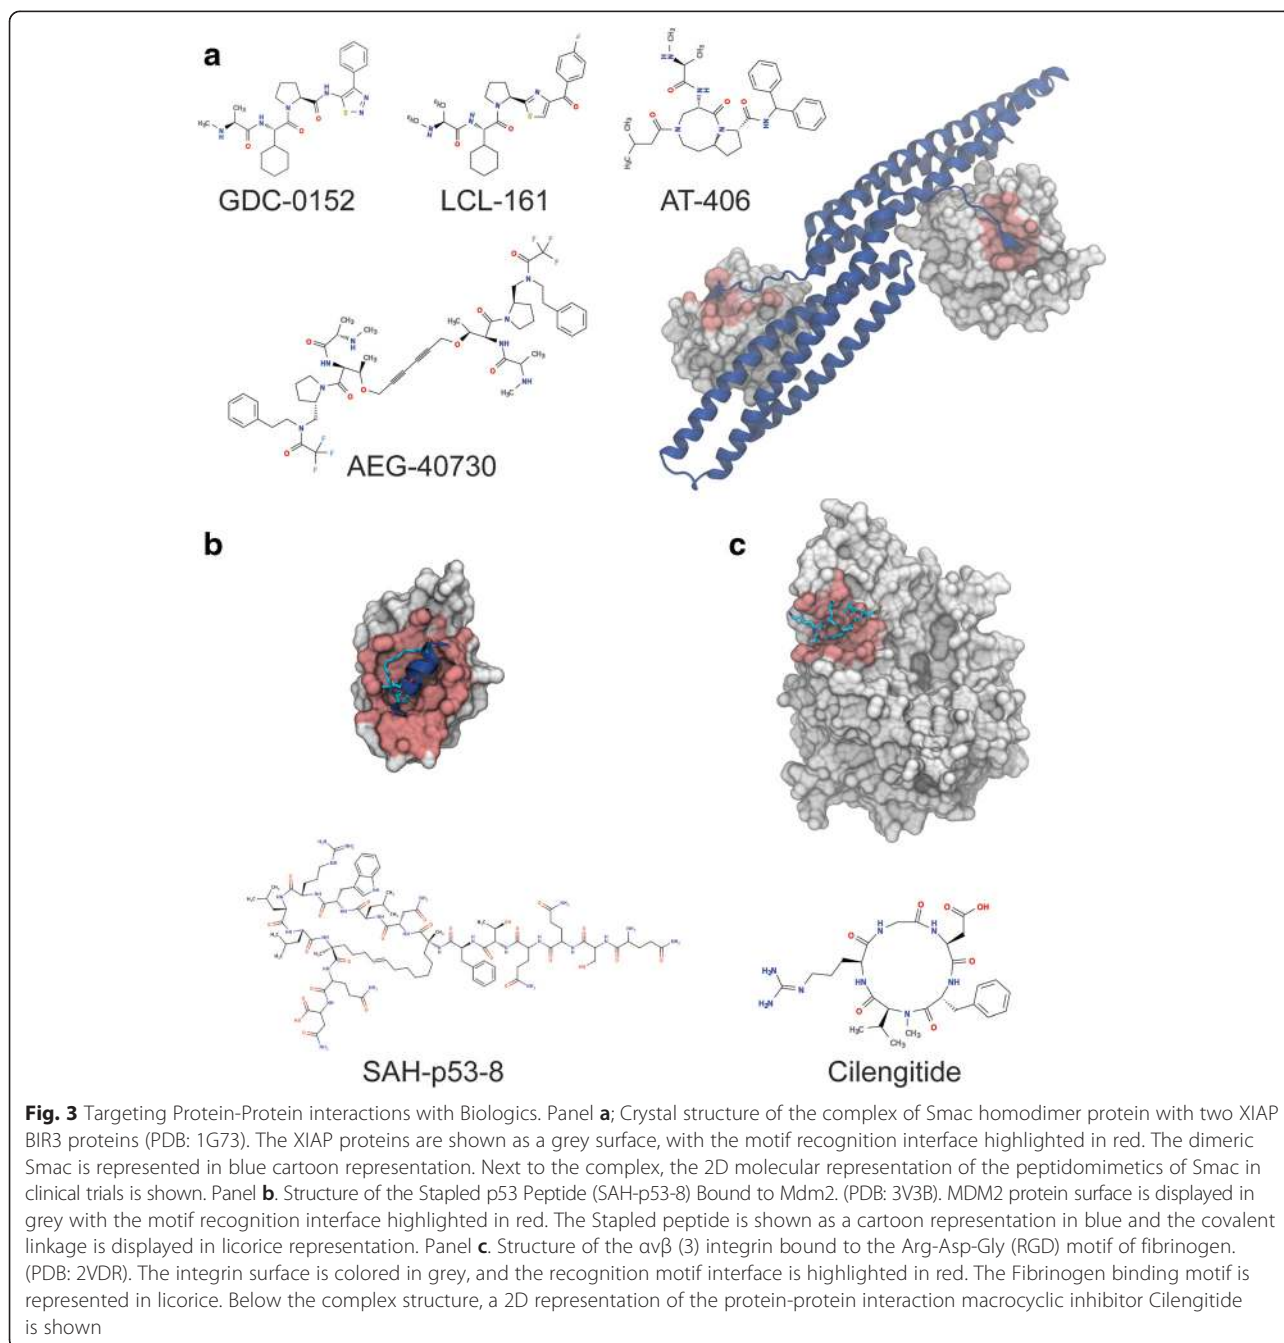 a
GDC-0152
LCL-161
AT-406
AEG-40730
b
c
SAH-p53-8
Cilengitide
Fig. 3 Targeting Protein-Protein interactions with Biologics. Panel a; Crystal structure of the complex of Smac homodimer protein with two XIAP
BIR3 proteins (PDB: 1G73). The XIAP proteins are shown as a grey surface, with the motif recognition interface highlighted in red. The dimeric
Smac is represented in blue cartoon representation. Next to the complex, the 2D molecular representation of the peptidomimetics of Smac in
clinical trials is shown. Panel b. Structure of the Stapled p53 Peptide (SAH-p53-8) Bound to Mdm2. (PDB: 3V3B). MDM2 protein surface is displayed in
grey with the motif recognition interface highlighted in red. The Stapled peptide is shown as a cartoon representation in blue and the covalent
linkage is displayed in licorice representation. Panel c. Structure of the αvβ (3) integrin bound to the Arg-Asp-Gly (RGD) motif of fibrinogen.
(PDB: 2VDR). The integrin surface is colored in grey, and the recognition motif interface is highlighted in red. The Fibrinogen binding motif is
represented in licorice. Below the complex structure, a 2D representation of the protein-protein interaction macrocyclic inhibitor Cilengitide
is shown